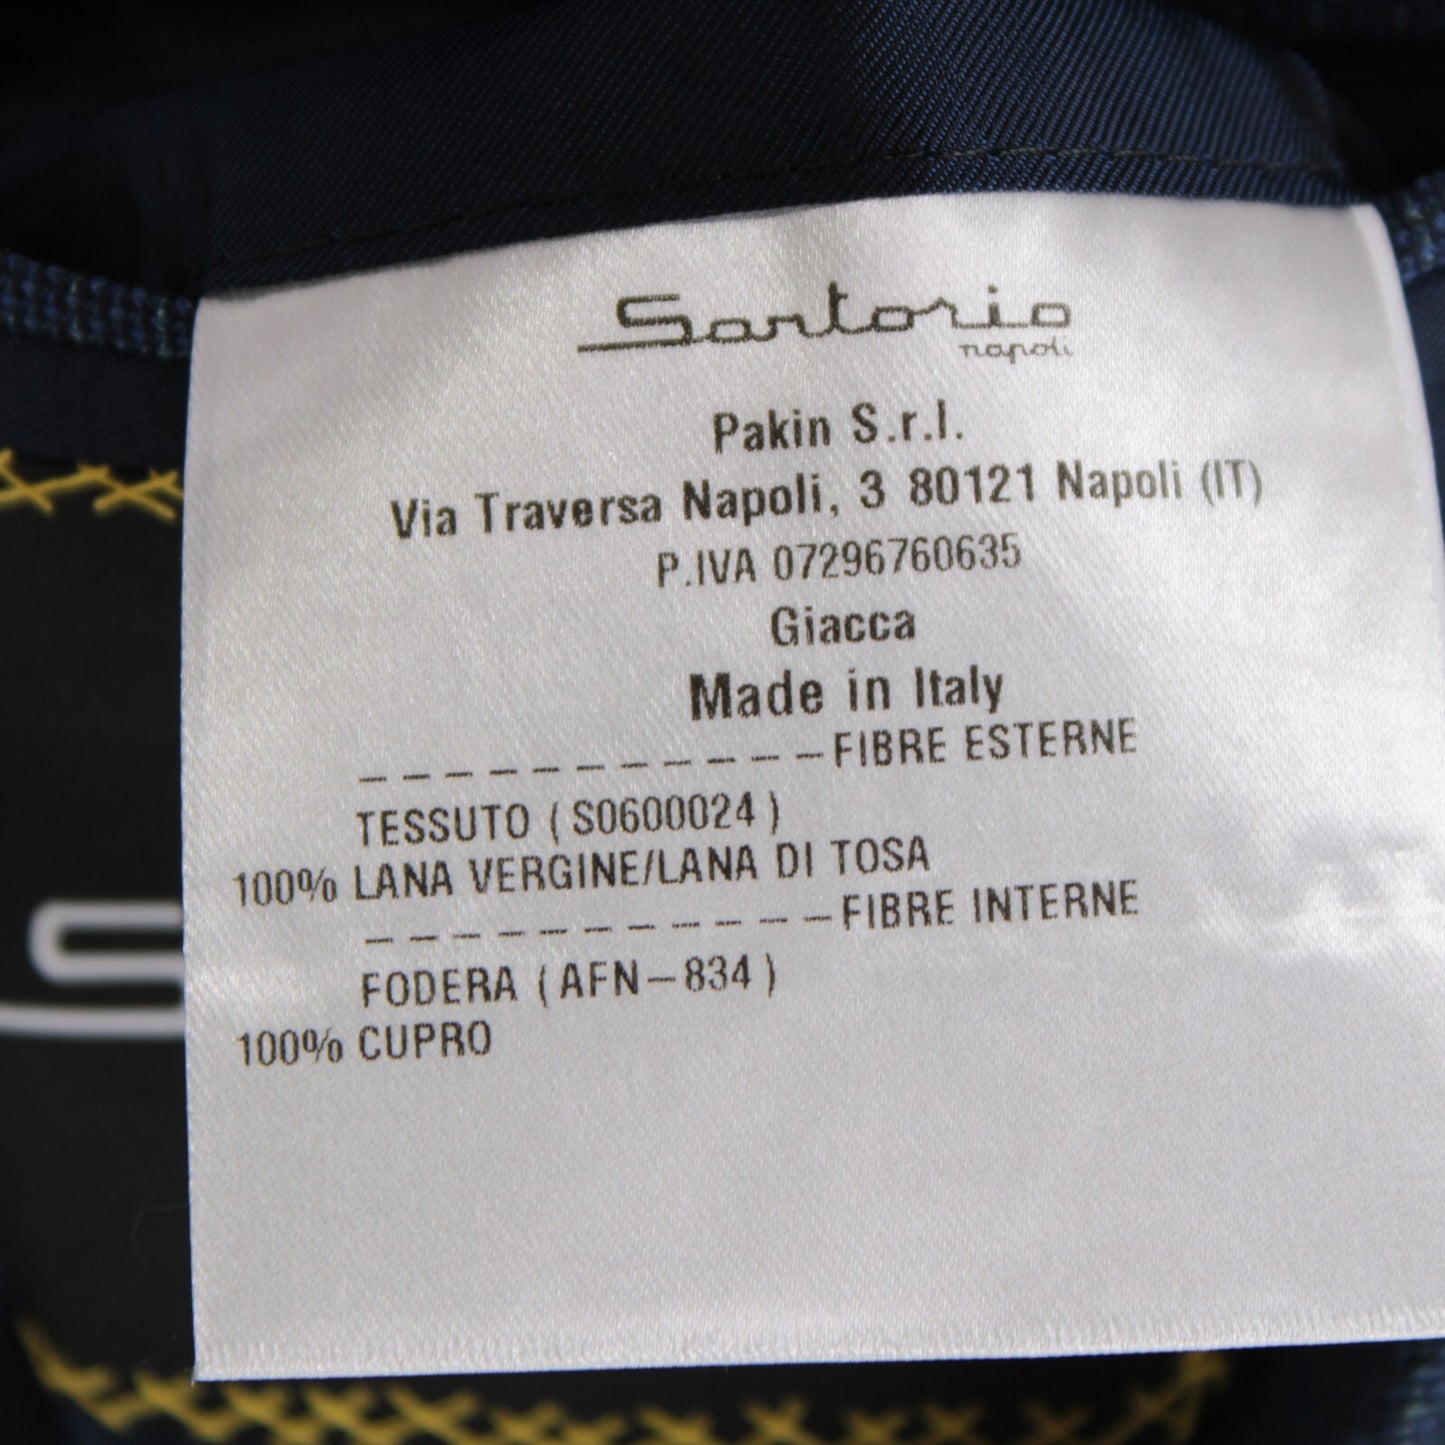 Sartorio
napoli
Pakin S.r.l.
Via Traversa Napoli, 3 80121 Napoli (IT)
P.IVA 07296760635
Giacca
Made in Italy
-----------FIBRE ESTERNE
TESSUTO (S0600024)
100% LANA VERGINE/LANA DI TOSA
-----------FIBRE INTERNE
FODERA (AFN-834)
100% CUPRO